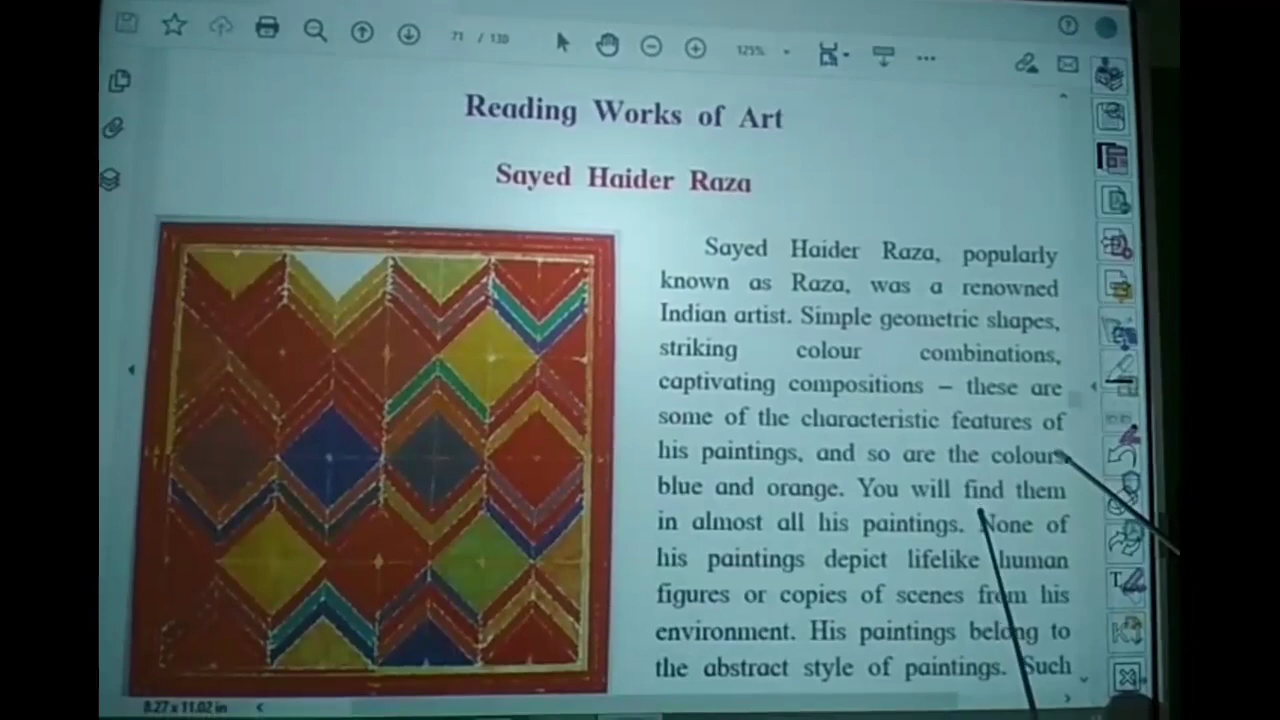 71 / 130
125%
Reading Works of Art
Sayed Haider Raza
Sayed Haider Raza, popularly
known as Raza, was a renowned
Indian artist. Simple geometric shapes,
striking colour combinations,
captivating compositions – these are
some of the characteristic features of
his paintings, and so are the colours
blue and orange. You will find them
in almost all his paintings. None of
his paintings depict lifelike human
figures or copies of scenes from his
environment. His paintings belong to
the abstract style of paintings. Such
8.27 x 11.02 in